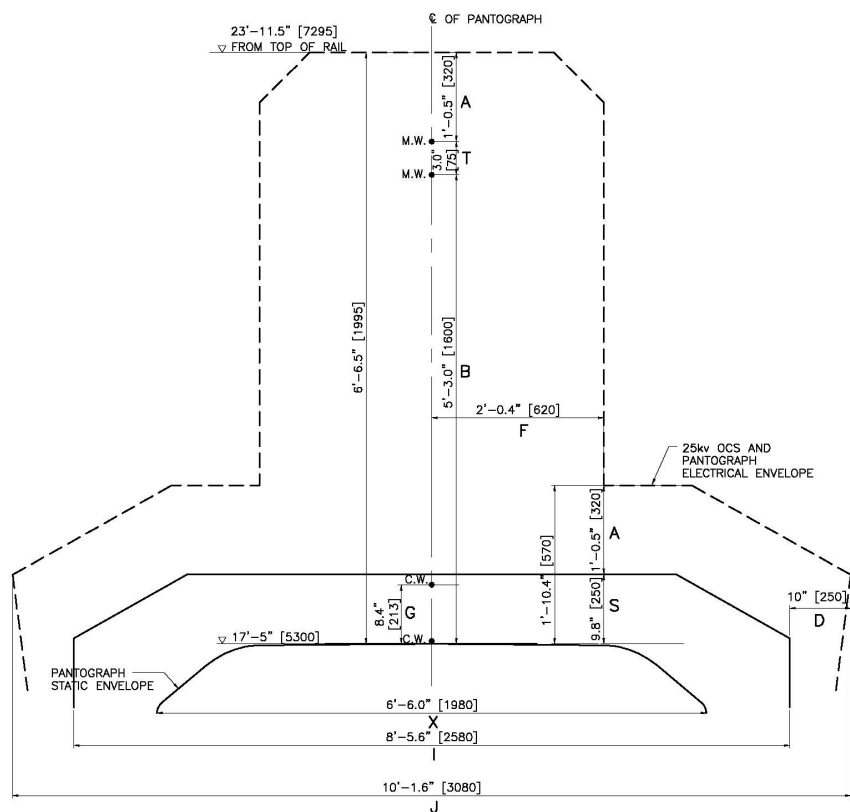 ℄ OF PANTOGRAPH
23'-11.5" [7295]
FROM TOP OF RAIL
1'-0.5" [320]
A
M.W.
3.0"
[75]
T
M.W.
6'-6.5" [1995]
5'-3.0" [1600]
B
2'-0.4" [620]
F
25kv OCS AND
PANTOGRAPH
ELECTRICAL ENVELOPE
1'-10.4" [570]
1'-0.5" [320]
A
C.W.
8.4"
[213]
G
9.8" [250]
S
10" [250]
D
17'-5" [5300]
C.W.
PANTOGRAPH
STATIC ENVELOPE
6'-6.0" [1980]
X
8'-5.6" [2580]
I
10'-1.6" [3080]
J